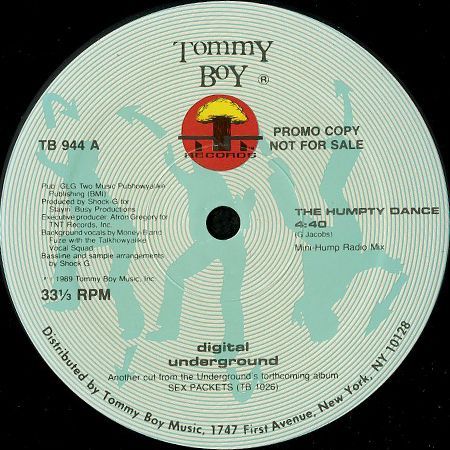 Tommy
Boy ®
TNT
RECORDS
TB 944 A
PROMO COPY
NOT FOR SALE
Pub. GLG Two Music Pubhowyalike
Publishing (BMI)
Produced by Shock-G for
Stayin' Busy Productions
Executive producer: Atron Gregory for
TNT Records, Inc.
Background vocals by Money-B and
Fuze with the Talkhowyalike
Vocal Squad.
Bassline and sample arrangements
by Shock G.
℗ © 1989 Tommy Boy Music, Inc.
33⅓ RPM
THE HUMPTY DANCE
4:40
(G Jacobs)
Mini-Hump Radio Mix
digital
underground
Another cut from the Underground's forthcoming album
SEX PACKETS (TB 1026)
Distributed by Tommy Boy Music, 1747 First Avenue, New York, NY 10128